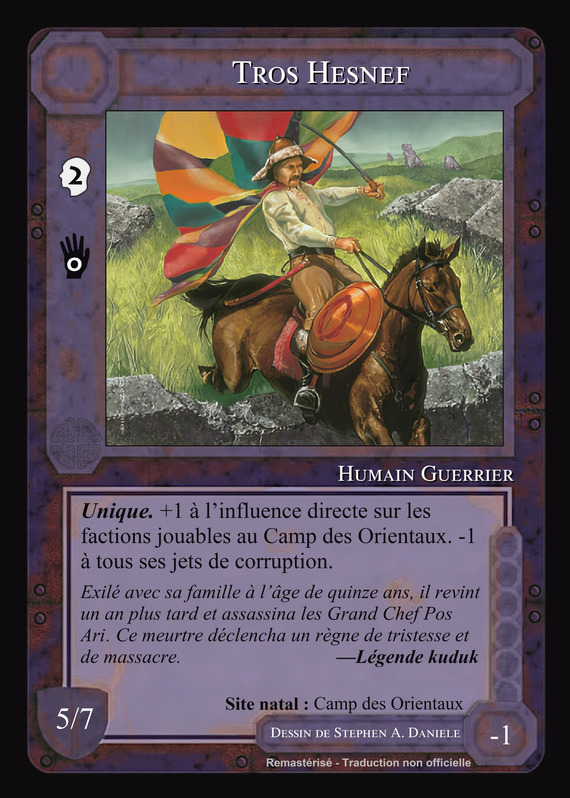 Tros Hesnef
2
0
Humain Guerrier
Unique. +1 à l'influence directe sur les
factions jouables au Camp des Orientaux. -1
à tous ses jets de corruption.
Exilé avec sa famille à l'âge de quinze ans, il revint
un an plus tard et assassina les Grand Chef Pos
Ari. Ce meurtre déclencha un règne de tristesse et
de massacre. —Légende kuduk
Site natal : Camp des Orientaux
5/7
Dessin de Stephen A. Daniele
-1
Remastérisé - Traduction non officielle